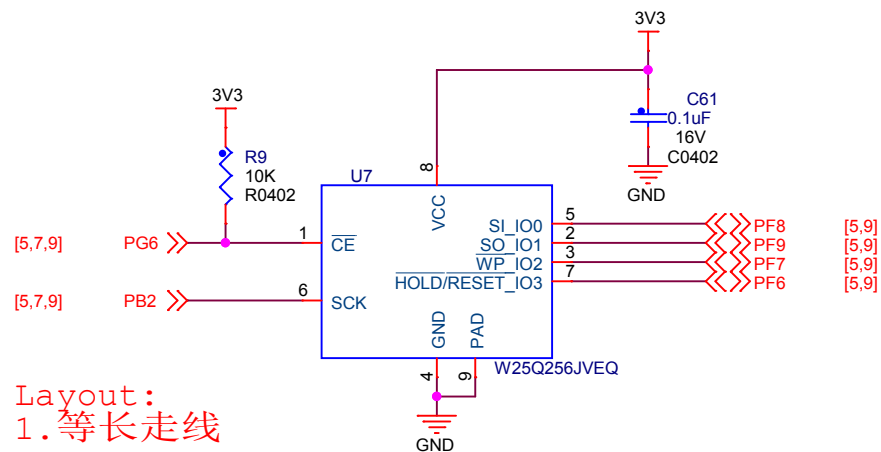 3V3
3V3
C61
0.1uF
16V
C0402
GND
R9
10K
R0402
U7
8
VCC
[5,7,9] PG6 1 CE
[5,7,9] PB2 6 SCK
SI_IO0 5 PF8 [5,9]
SO_IO1 2 PF9 [5,9]
WP_IO2 3 PF7 [5,9]
HOLD/RESET_IO3 7 PF6 [5,9]
GND PAD
W25Q256JVEQ
4 9
GND
Layout:
1.等长走线